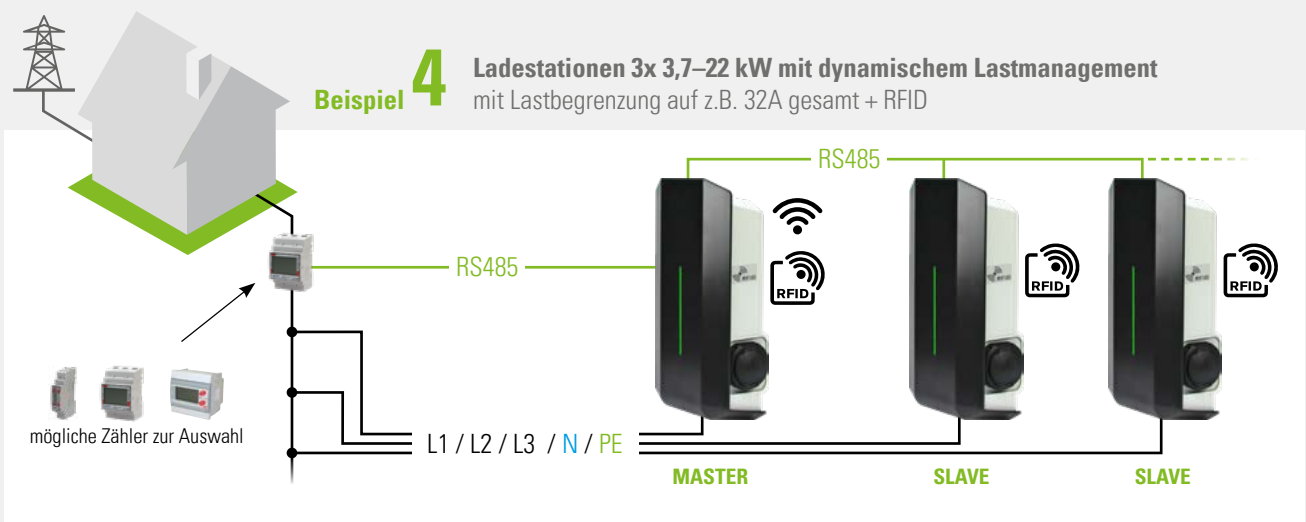 Beispiel 4
Ladestationen 3x 3,7–22 kW mit dynamischem Lastmanagement
mit Lastbegrenzung auf z.B. 32A gesamt + RFID
RS485
RS485
RFID
RFID
RFID
mögliche Zähler zur Auswahl
L1 / L2 / L3 / N / PE
MASTER
SLAVE
SLAVE